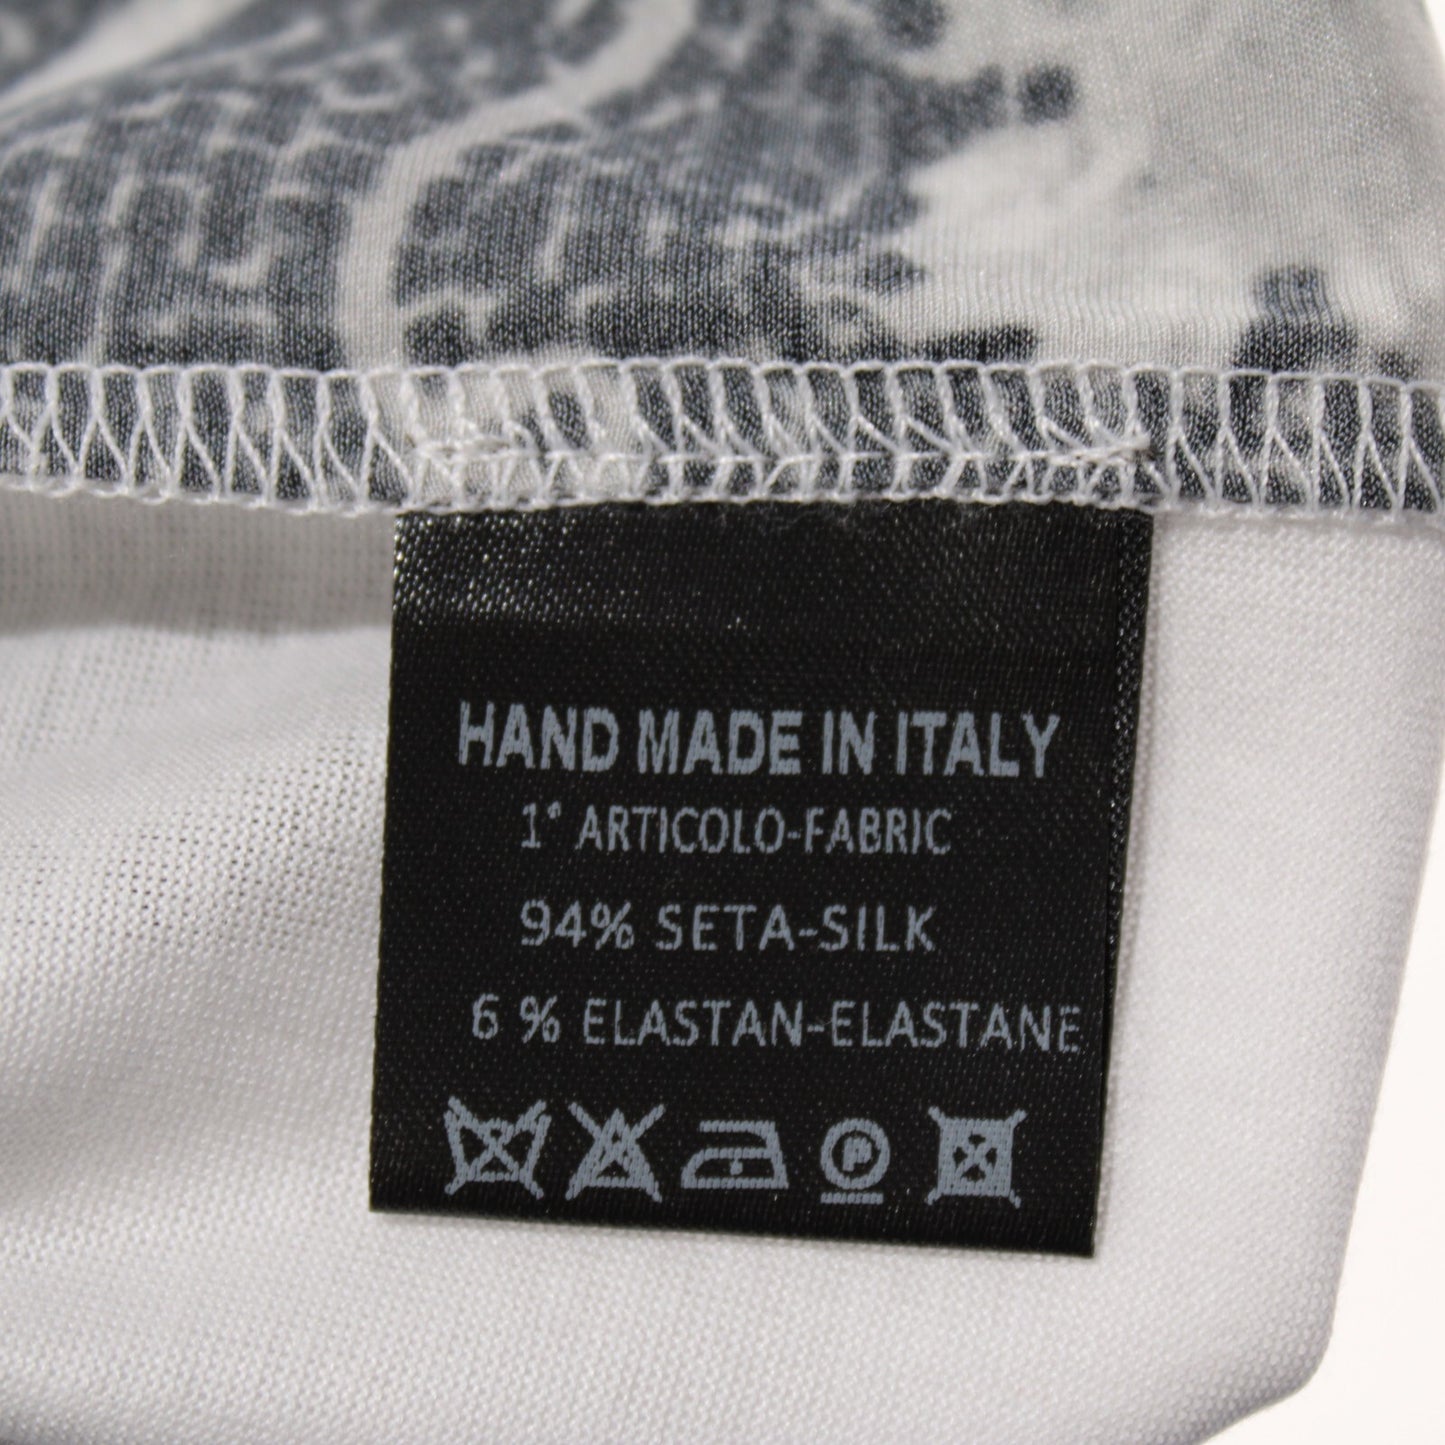 HAND MADE IN ITALY
1° ARTICOLO-FABRIC
94% SETA-SILK
6 % ELASTAN-ELASTANE
P